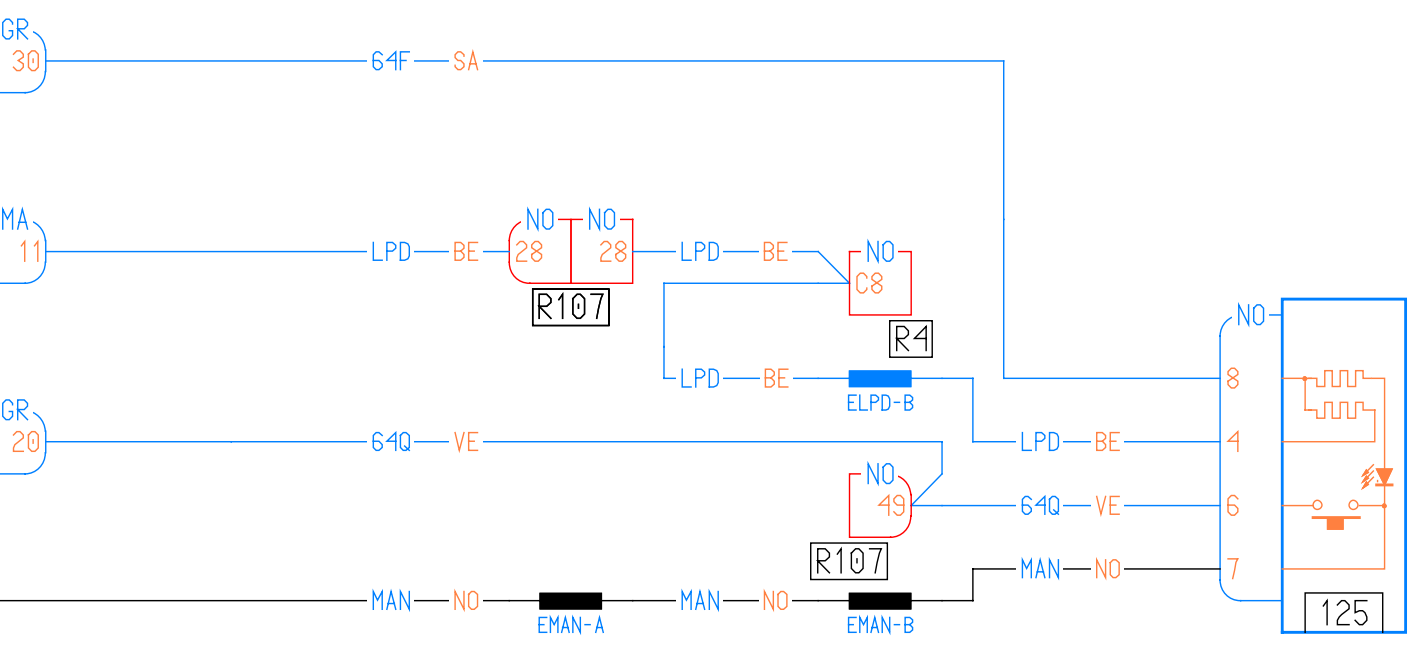 GR
30 64F SA
MA NO NO
11 LPD BE 28 28 LPD BE NO
C8
R107
R4
NO
LPD BE 8
ELPD-B
GR
20 64Q VE LPD BE 4
NO
49 64Q VE 6
R107
MAN NO 7
MAN NO MAN NO
EMAN-A EMAN-B
125